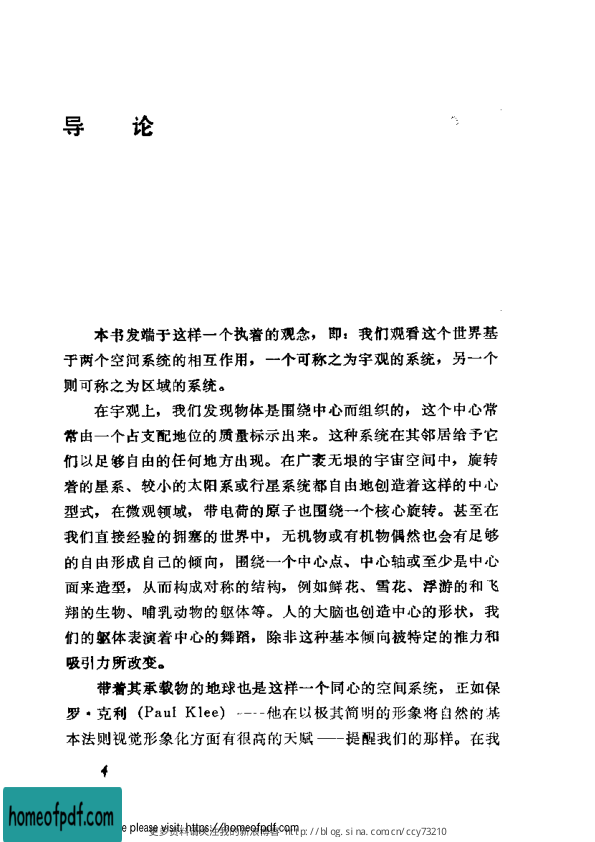 导 论
本书发端于这样一个执着的观念，即：我们观看这个世界基
于两个空间系统的相互作用，一个可称之为宇观的系统，另一个
则可称之为区域的系统。
在宇观上，我们发现物体是围绕中心而组织的，这个中心常
常由一个占支配地位的质量标示出来。这种系统在其邻居给予它
们以足够自由的任何地方出现。在广袤无垠的宇宙空间中，旋转
着的星系、较小的太阳系或行星系统都自由地创造着这样的中心
型式，在微观领域，带电荷的原子也围绕一个核心旋转。甚至在
我们直接经验的拥塞的世界中，无机物或有机物偶然也会有足够
的自由形成自己的倾向，围绕一个中心点、中心轴或至少是中心
面来造型，从而构成对称的结构，例如鲜花、雪花、浮游的和飞
翔的生物、哺乳动物的躯体等。人的大脑也创造中心的形状，我
们的躯体表演着中心的舞蹈，除非这种基本倾向被特定的推力和
吸引力所改变。
带着其承载物的地球也是这样一个同心的空间系统，正如保
罗·克利 (Paul Klee) ——他在以极其简明的形象将自然的基
本法则视觉形象化方面有很高的天赋——提醒我们的那样。在我
4
homeofpdf.com
e please visit: https://homeofpdf.com
更多资料请关注我的新浪博客 http://blog.sina.com.cn/ccy73210